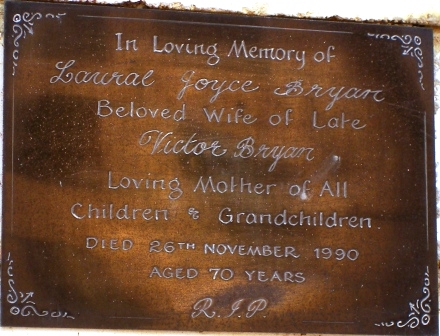 In Loving Memory of
Laural Joyce Bryan
Beloved Wife of Late
Victor Bryan
Loving Mother of All
Children & Grandchildren.
DIED 26TH NOVEMBER 1990
AGED 70 YEARS
R.I.P.